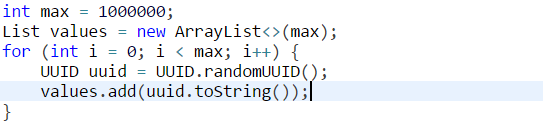 int max = 1000000;
List values = new ArrayList<>(max);
for (int i = 0; i < max; i++) {
    UUID uuid = UUID.randomUUID();
    values.add(uuid.toString());
}